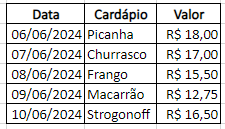 Data Cardápio Valor
06/06/2024 Picanha R$ 18,00
07/06/2024 Churrasco R$ 17,00
08/06/2024 Frango R$ 15,50
09/06/2024 Macarrão R$ 12,75
10/06/2024 Strogonoff R$ 16,50